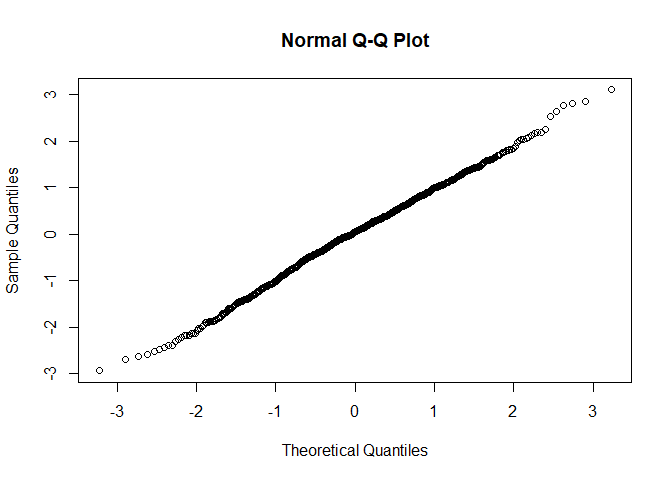 Normal Q-Q Plot
Sample Quantiles
3
2
1
0
-1
-2
-3
-3 -2 -1 0 1 2 3
Theoretical Quantiles